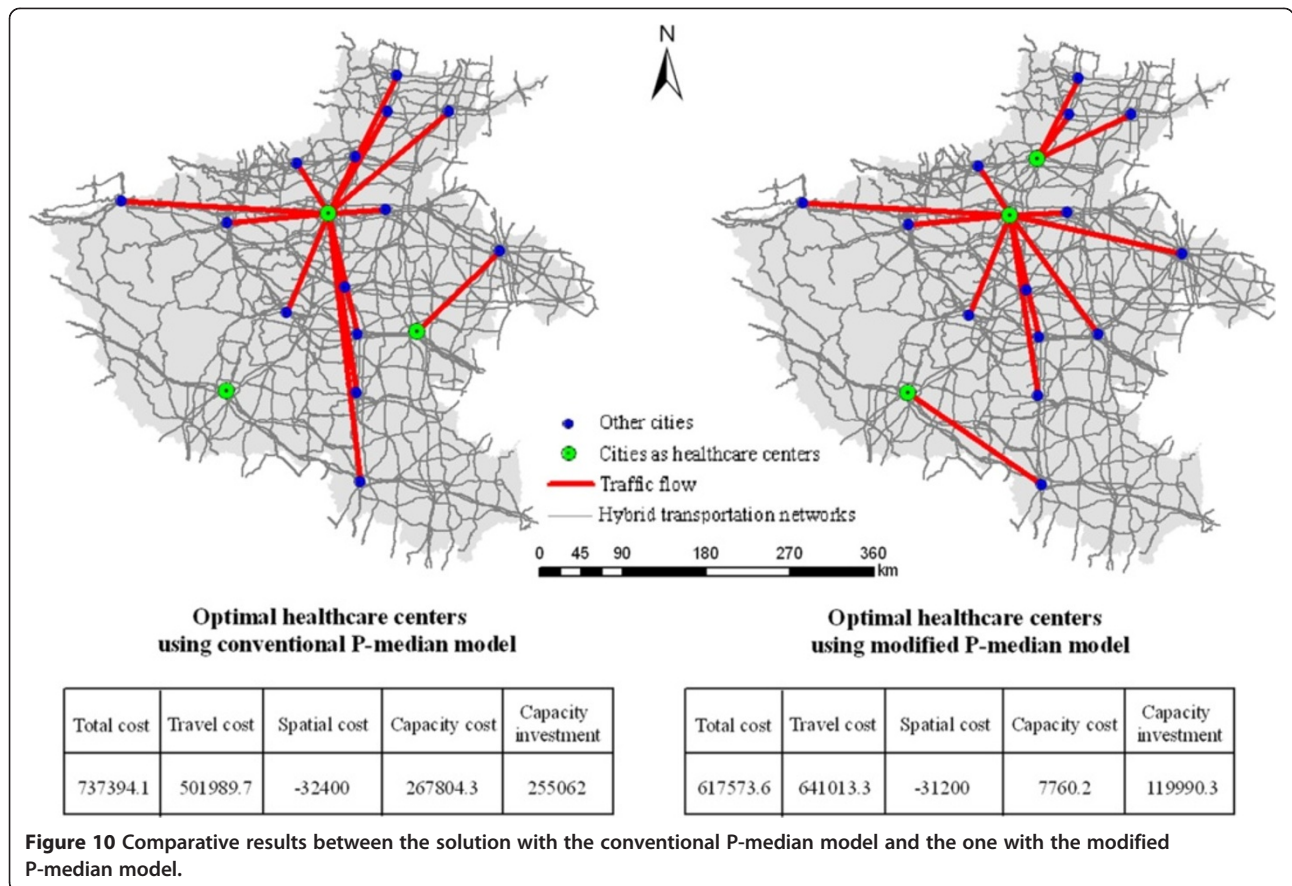 N
Other cities
Cities as healthcare centers
Traffic flow
Hybrid transportation networks
0 45 90 180 270 360
km
Optimal healthcare centers
using conventional P-median model
Optimal healthcare centers
using modified P-median model
Total cost Travel cost Spatial cost Capacity cost Capacity investment
737394.1 501989.7 -32400 267804.3 255062
Total cost Travel cost Spatial cost Capacity cost Capacity investment
617573.6 641013.3 -31200 7760.2 119990.3
Figure 10 Comparative results between the solution with the conventional P-median model and the one with the modified
P-median model.